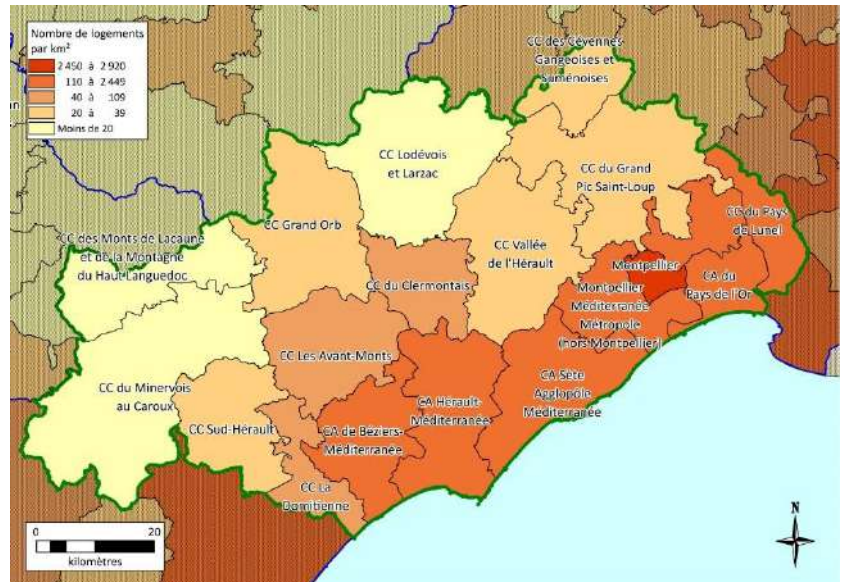 Nombre de logements
par km²
2 450 à 2 920
110 à 2 449
40 à 109
20 à 39
Moins de 20
CC des Cévennes
Gangeoises et
Suménoises
CC Lodévois
et Larzac
CC du Grand
Pic Saint-Loup
CC Grand Orb
CC du Pays
de Lunel
CC des Monts de Lacaune
et de la Montagne
du Haut Languedoc
CC Vallée
de l'Hérault
CC du Clermontais
Montpellier
CA du
Pays de l'Or
Montpellier
Méditerranée
Métropole
(hors Montpellier)
CC Les Avant-Monts
CC du Minervois
au Caroux
CA Sète
Agglopôle
Méditerranée
CA Hérault-
Méditerranée
CC Sud-Hérault
CA de Béziers-
Méditerranée
CC La
Domitienne
0 20
kilomètres
N